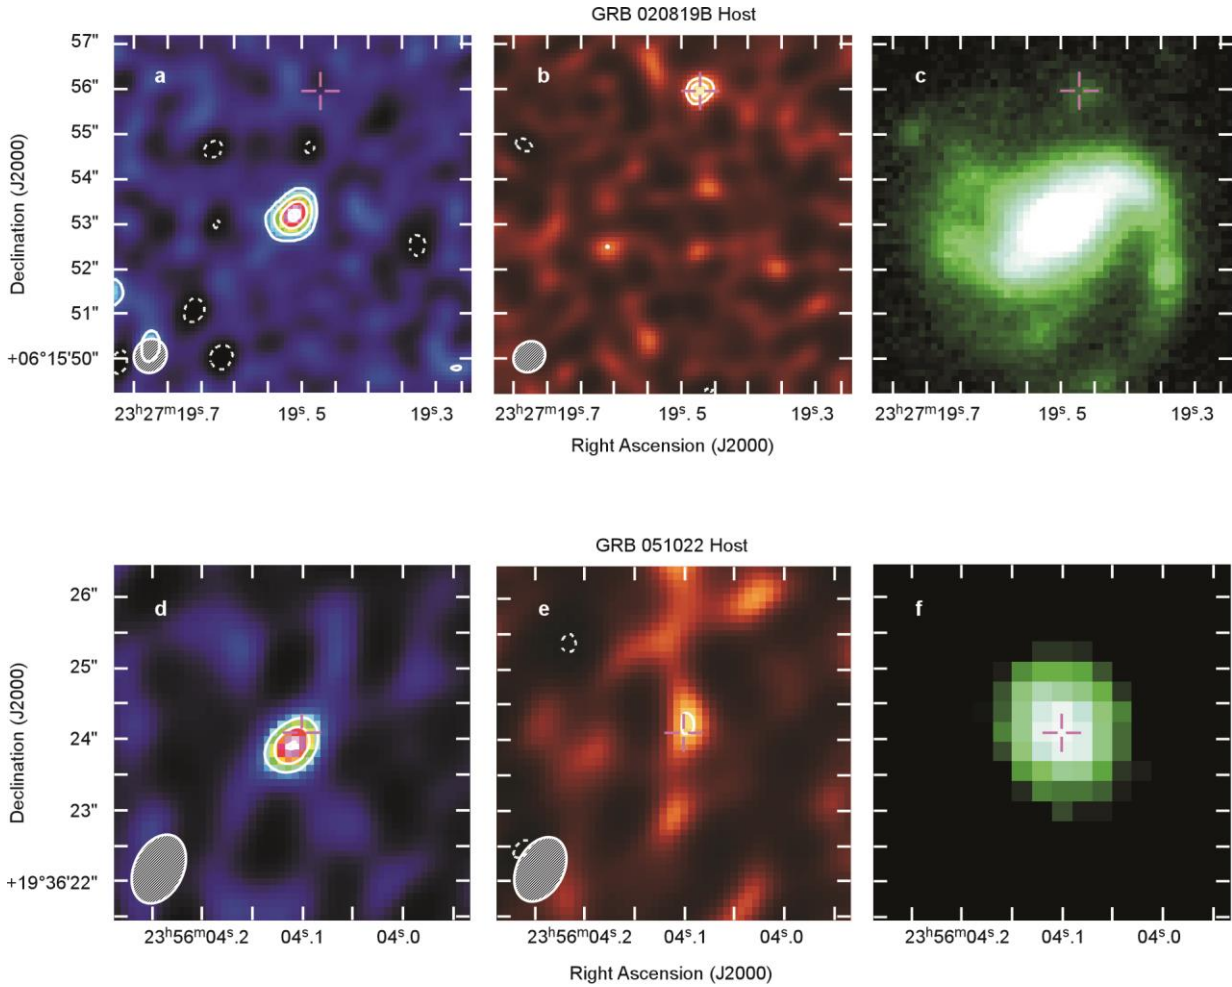 GRB 020819B Host
57"
56"
55"
54"
53"
52"
51"
+06°15'50"
Declination (J2000)
a
b
c
23ʰ27ᵐ19ˢ.7
19ˢ.5
19ˢ.3
23ʰ27ᵐ19ˢ.7
19ˢ.5
19ˢ.3
23ʰ27ᵐ19ˢ.7
19ˢ.5
19ˢ.3
Right Ascension (J2000)
GRB 051022 Host
26"
25"
24"
23"
+19°36'22"
Declination (J2000)
d
e
f
23ʰ56ᵐ04ˢ.2
04ˢ.1
04ˢ.0
23ʰ56ᵐ04ˢ.2
04ˢ.1
04ˢ.0
23ʰ56ᵐ04ˢ.2
04ˢ.1
04ˢ.0
Right Ascension (J2000)